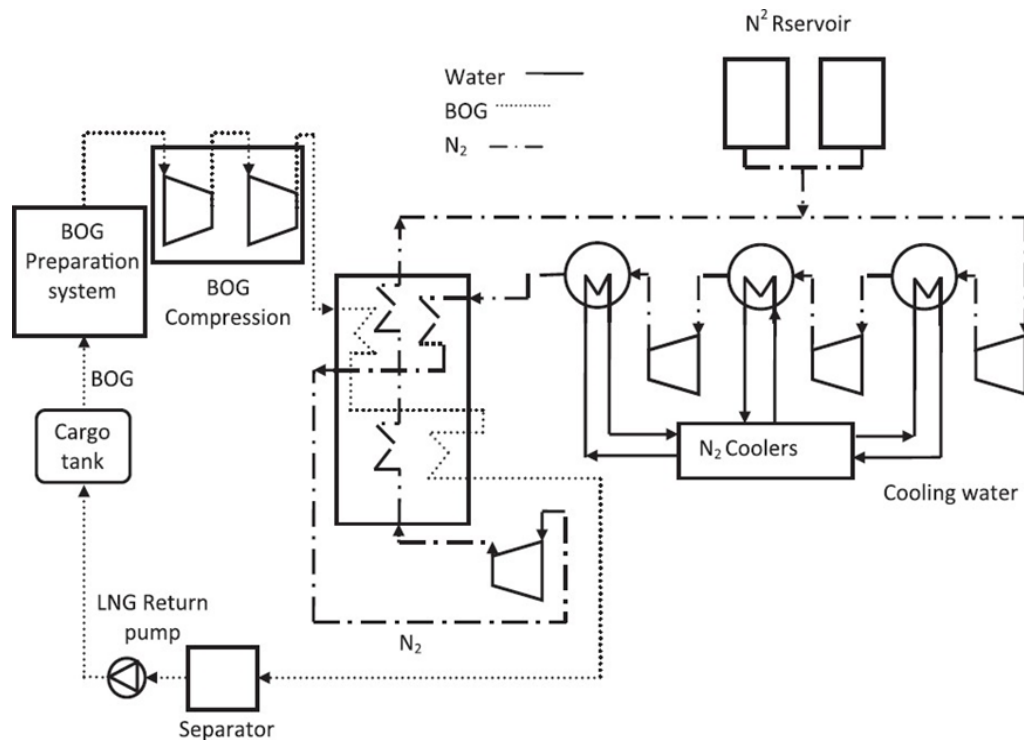 N² Rservoir
Water
BOG
N₂
BOG
Preparation
system
BOG
Compression
BOG
Cargo
tank
N₂ Coolers
Cooling water
LNG Return
pump
N₂
Separator